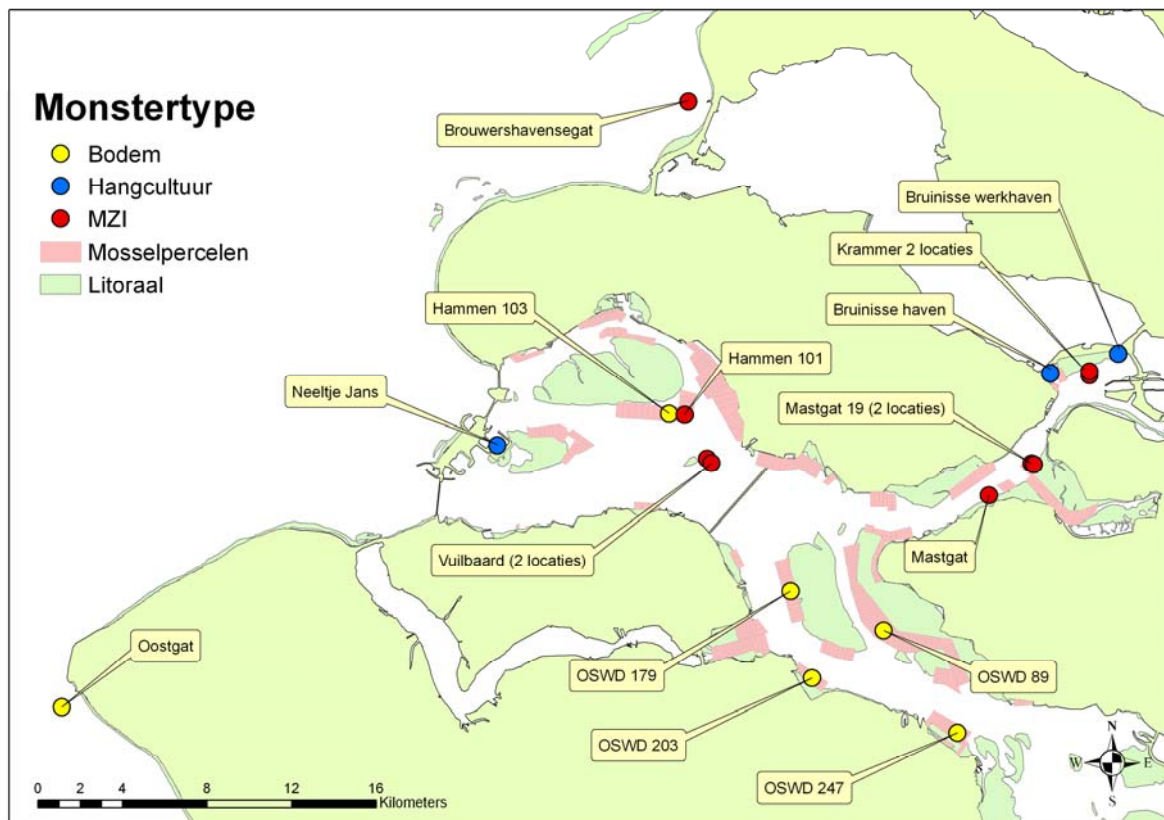 Monstertype
Bodem
Hangcultuur
MZI
Mosselpercelen
Litoraal
Brouwershavensegat
Bruinisse werkhaven
Krammer 2 locaties
Bruinisse haven
Hammen 103
Hammen 101
Neeltje Jans
Mastgat 19 (2 locaties)
Vuilbaard (2 locaties)
Mastgat
Oostgat
OSWD 179
OSWD 89
OSWD 203
OSWD 247
N
W E
S
0 2 4 8 12 16
Kilometers